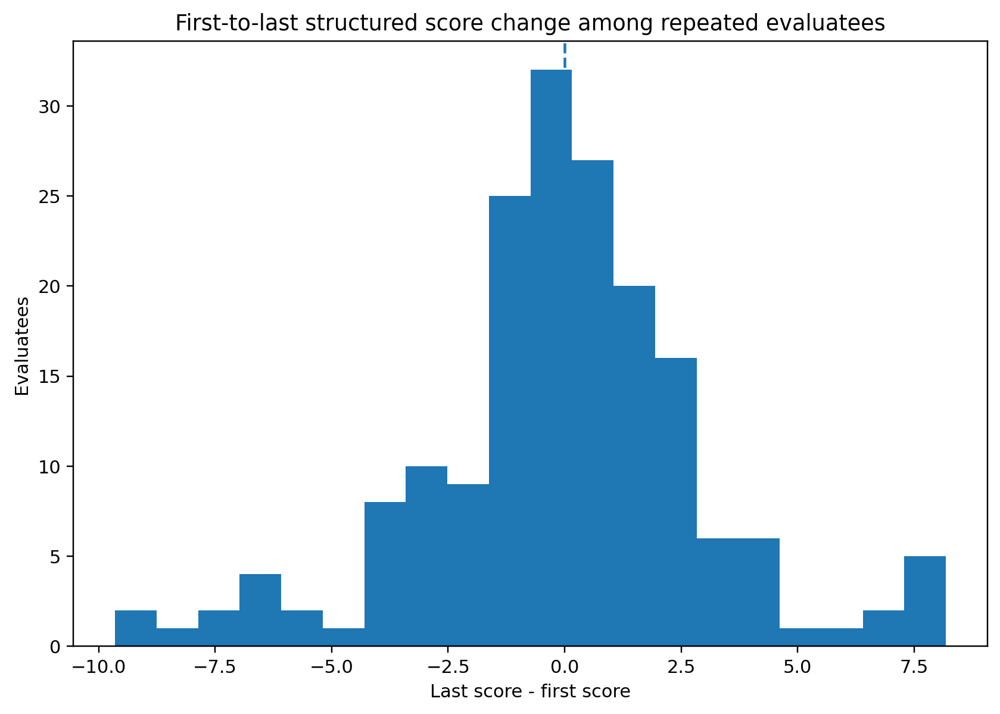 First-to-last structured score change among repeated evaluatees
30
25
20
15
10
5
0
Evaluatees
−10.0 −7.5 −5.0 −2.5 0.0 2.5 5.0 7.5
Last score - first score